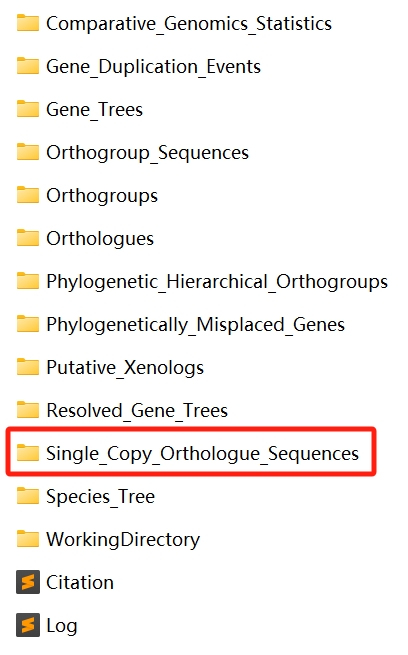 Comparative_Genomics_Statistics
Gene_Duplication_Events
Gene_Trees
Orthogroup_Sequences
Orthogroups
Orthologues
Phylogenetic_Hierarchical_Orthogroups
Phylogenetically_Misplaced_Genes
Putative_Xenologs
Resolved_Gene_Trees
Single_Copy_Orthologue_Sequences
Species_Tree
WorkingDirectory
Citation
Log